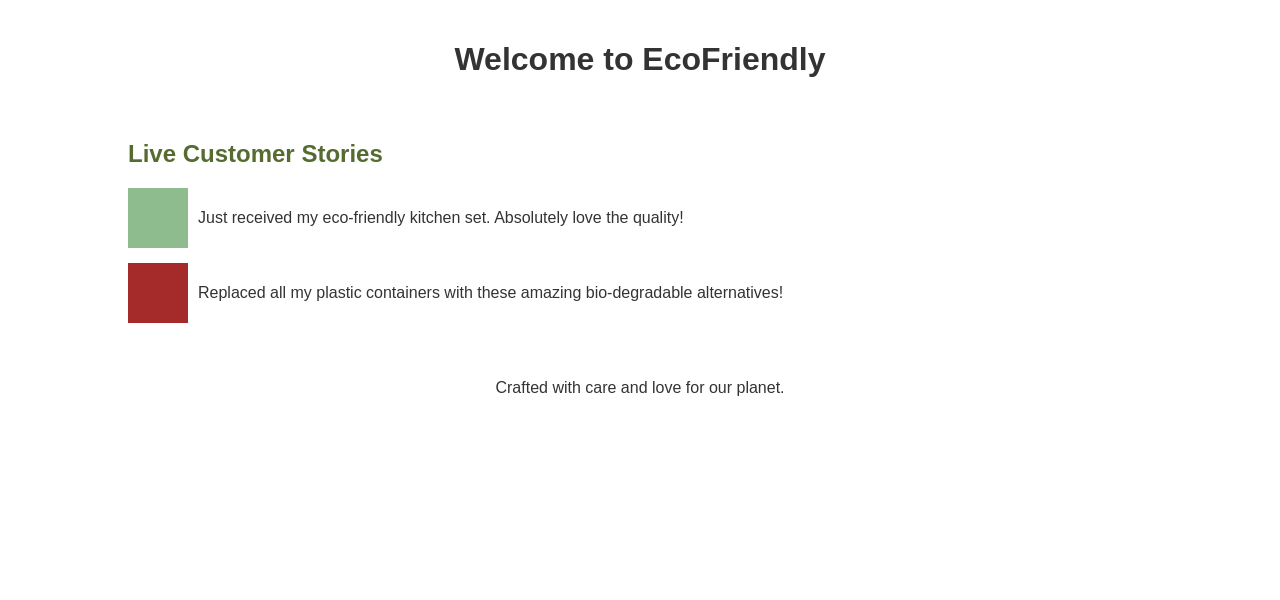 Welcome to EcoFriendly
Live Customer Stories
Just received my eco-friendly kitchen set. Absolutely love the quality!
Replaced all my plastic containers with these amazing bio-degradable alternatives!
Crafted with care and love for our planet.